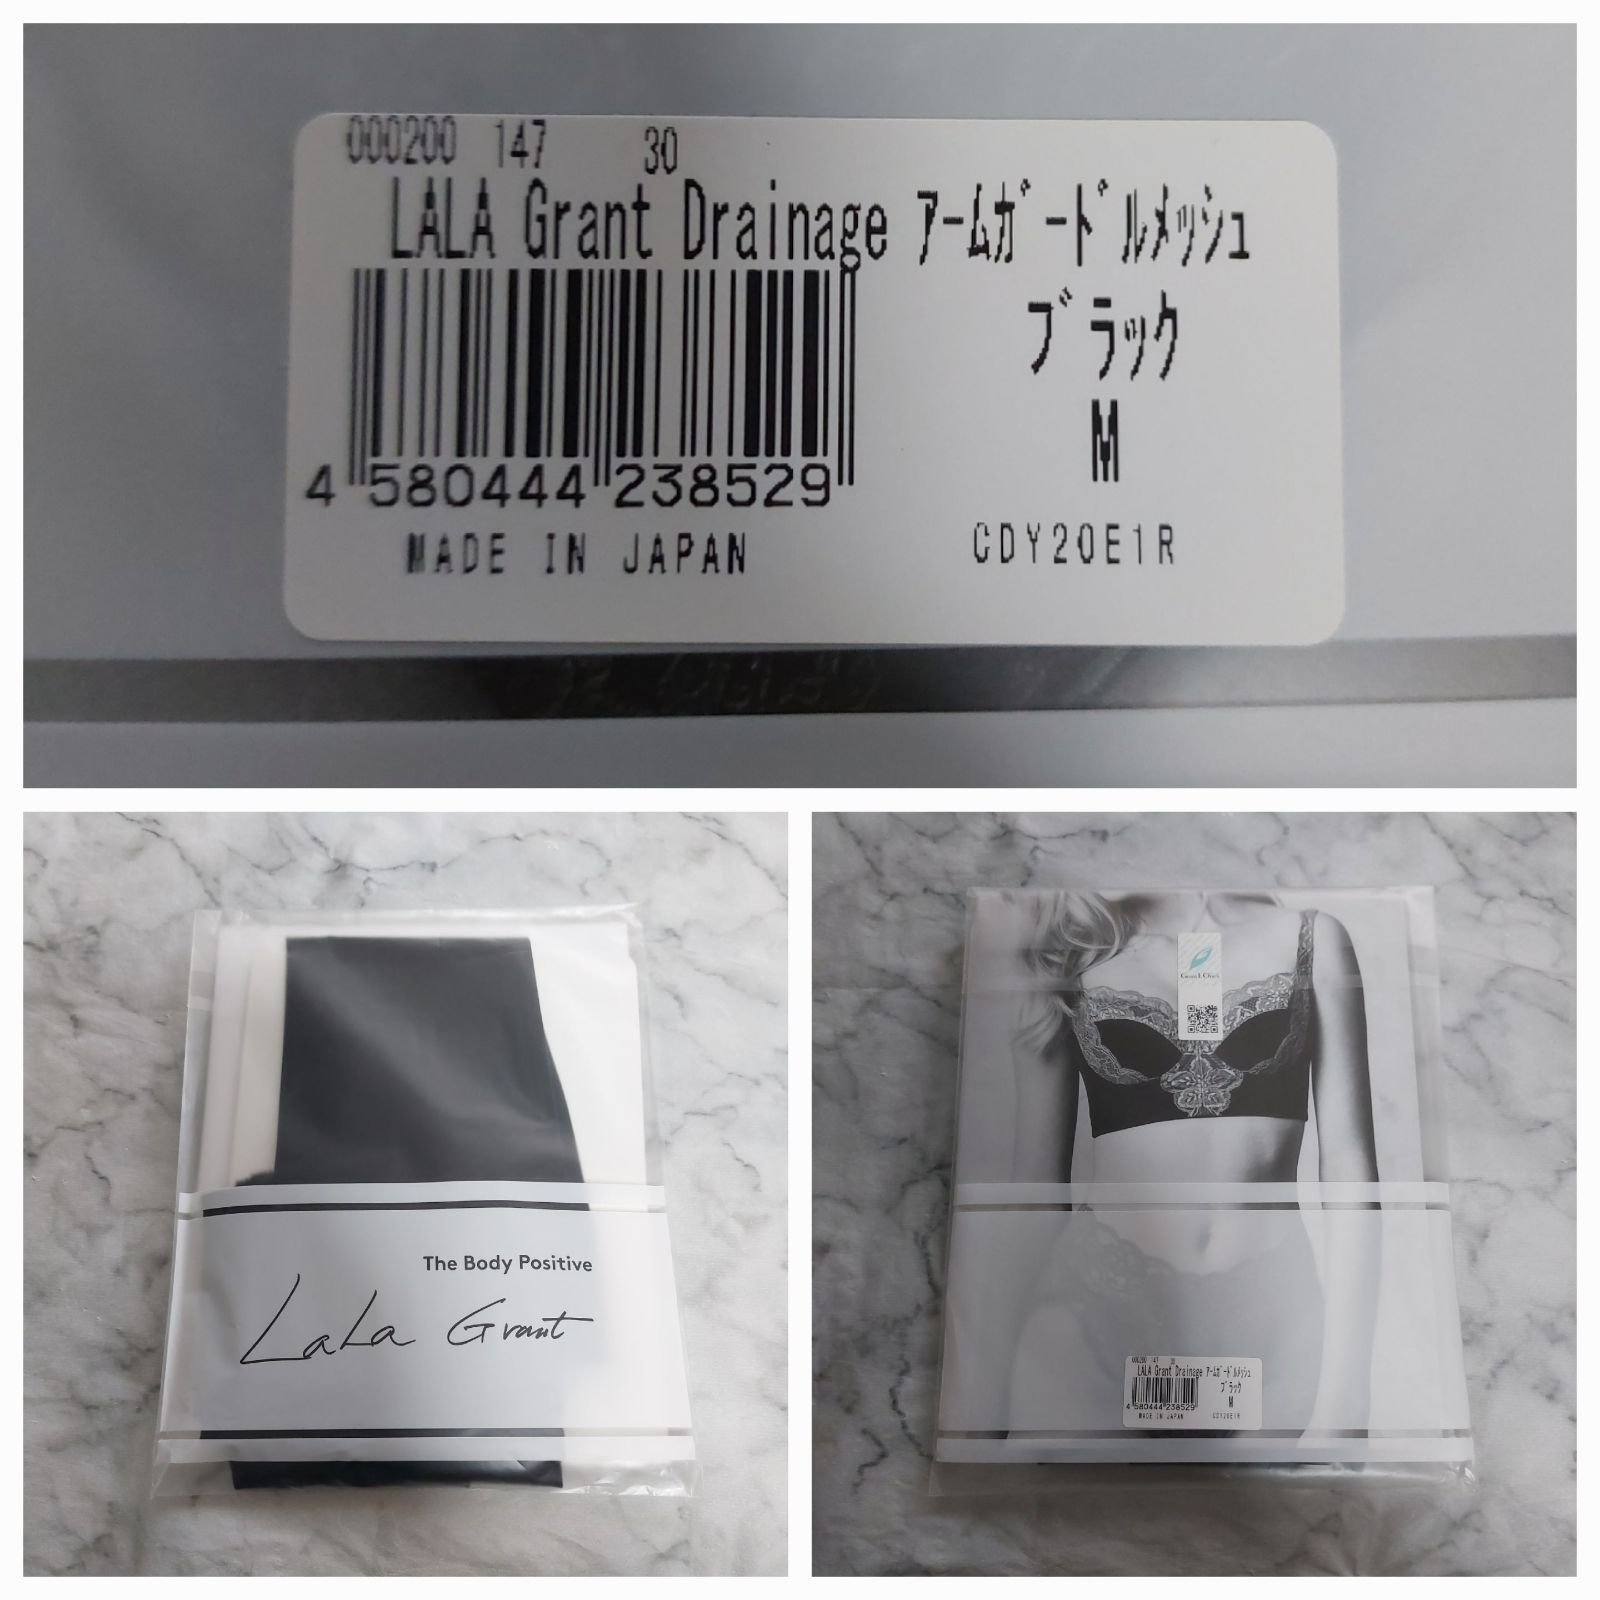 000200 147 30
LALA Grant Drainage ｱｰﾑｶﾞｰﾄﾞﾙﾒｯｼｭ
ﾌﾞﾗｯｸ
M
4 580444 238529
MADE IN JAPAN CDY20E1R
The Body Positive
LaLa Grant
Grant E One's
000200 147 30
LALA Grant Drainage ｱｰﾑｶﾞｰﾄﾞﾙﾒｯｼｭ
ﾌﾞﾗｯｸ
M
4 580444 238529
MADE IN JAPAN CDY20E1R